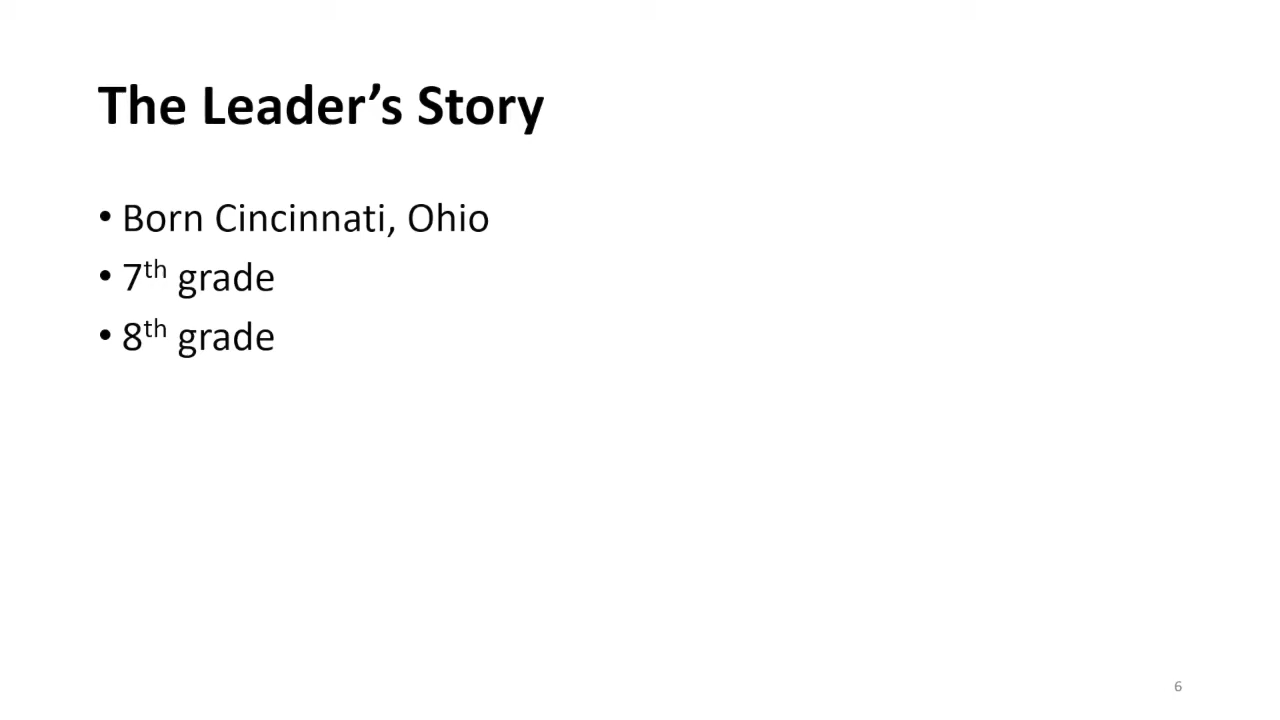 The Leader’s Story
• Born Cincinnati, Ohio
• 7th grade
• 8th grade
6